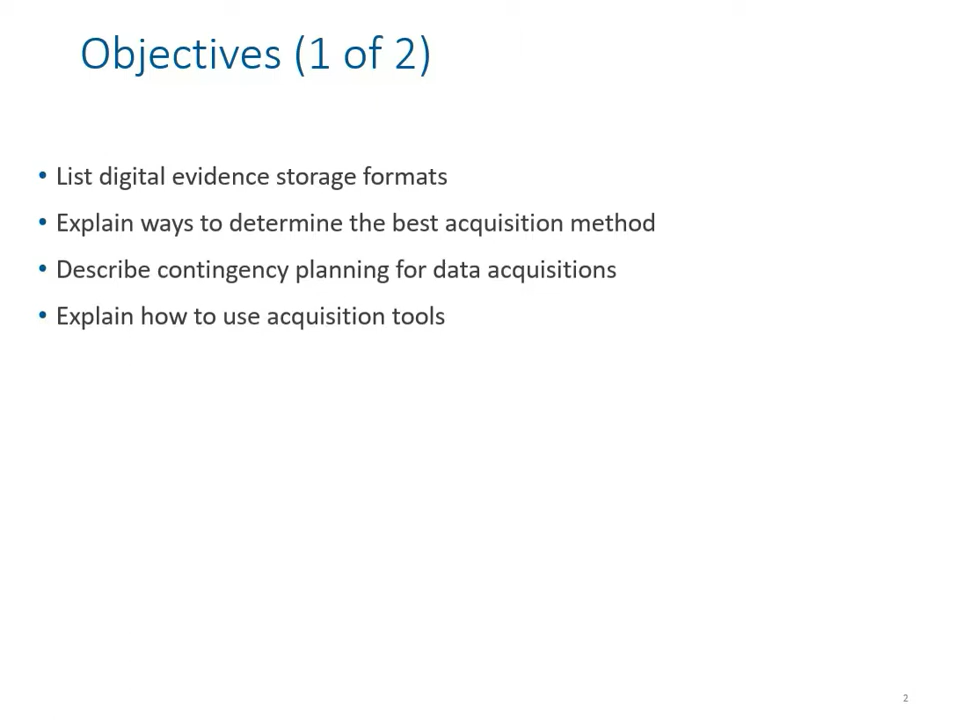 Objectives (1 of 2)
• List digital evidence storage formats
• Explain ways to determine the best acquisition method
• Describe contingency planning for data acquisitions
• Explain how to use acquisition tools
2